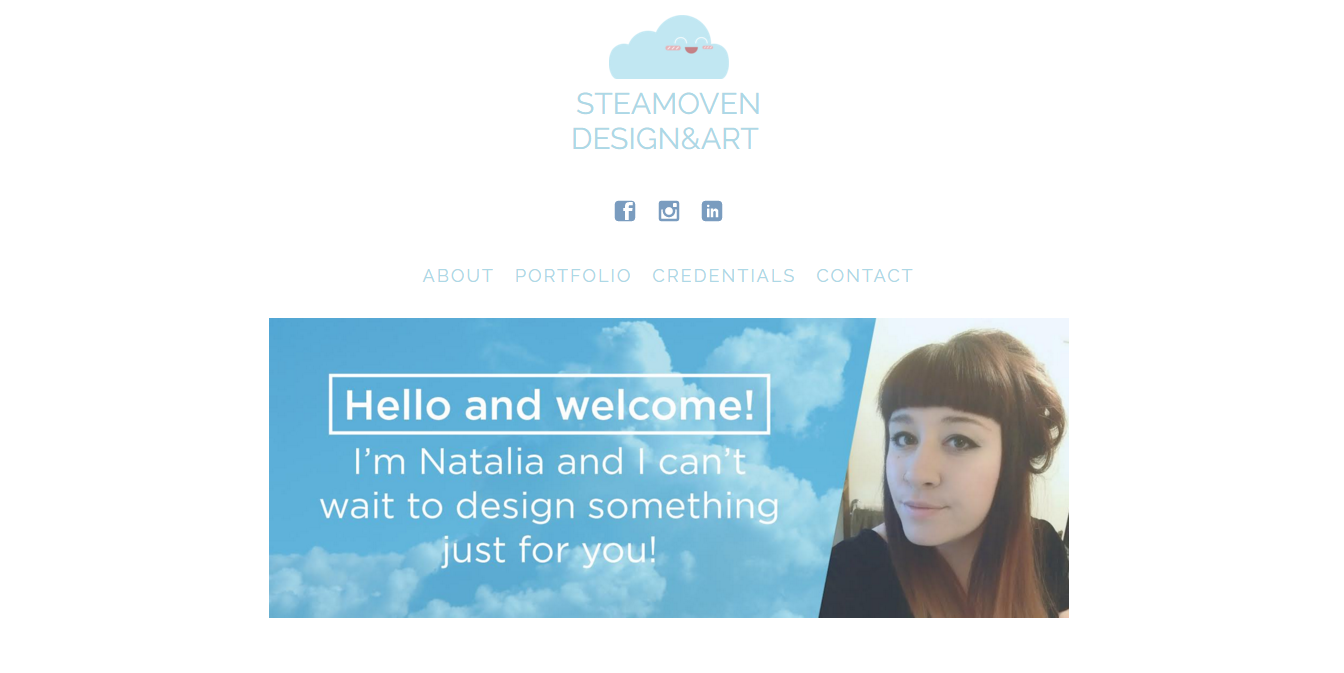 STEAMOVEN
DESIGN&ART
ABOUT PORTFOLIO CREDENTIALS CONTACT
Hello and welcome!
I’m Natalia and I can’t
wait to design something
just for you!